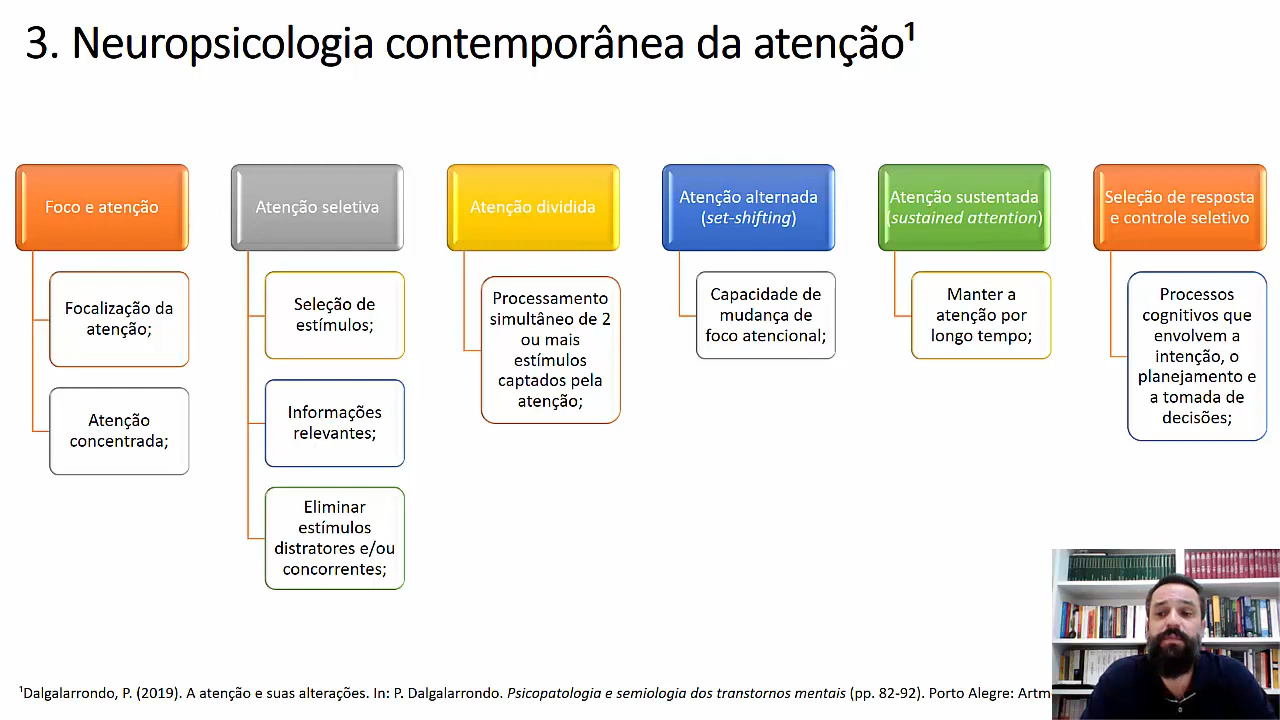 3. Neuropsicologia contemporânea da atenção¹
Foco e atenção
Focalização da
atenção;
Atenção
concentrada;
Atenção seletiva
Seleção de
estímulos;
Informações
relevantes;
Eliminar
estímulos
distratores e/ou
concorrentes;
Atenção dividida
Processamento
simultâneo de 2
ou mais
estímulos
captados pela
atenção;
Atenção alternada
(set-shifting)
Capacidade de
mudança de
foco atencional;
Atenção sustentada
(sustained attention)
Manter a
atenção por
longo tempo;
Seleção de resposta
e controle seletivo
Processos
cognitivos que
envolvem a
intenção, o
planejamento e
a tomada de
decisões;
¹Dalgalarrondo, P. (2019). A atenção e suas alterações. In: P. Dalgalarrondo. Psicopatologia e semiologia dos transtornos mentais (pp. 82-92). Porto Alegre: Artm